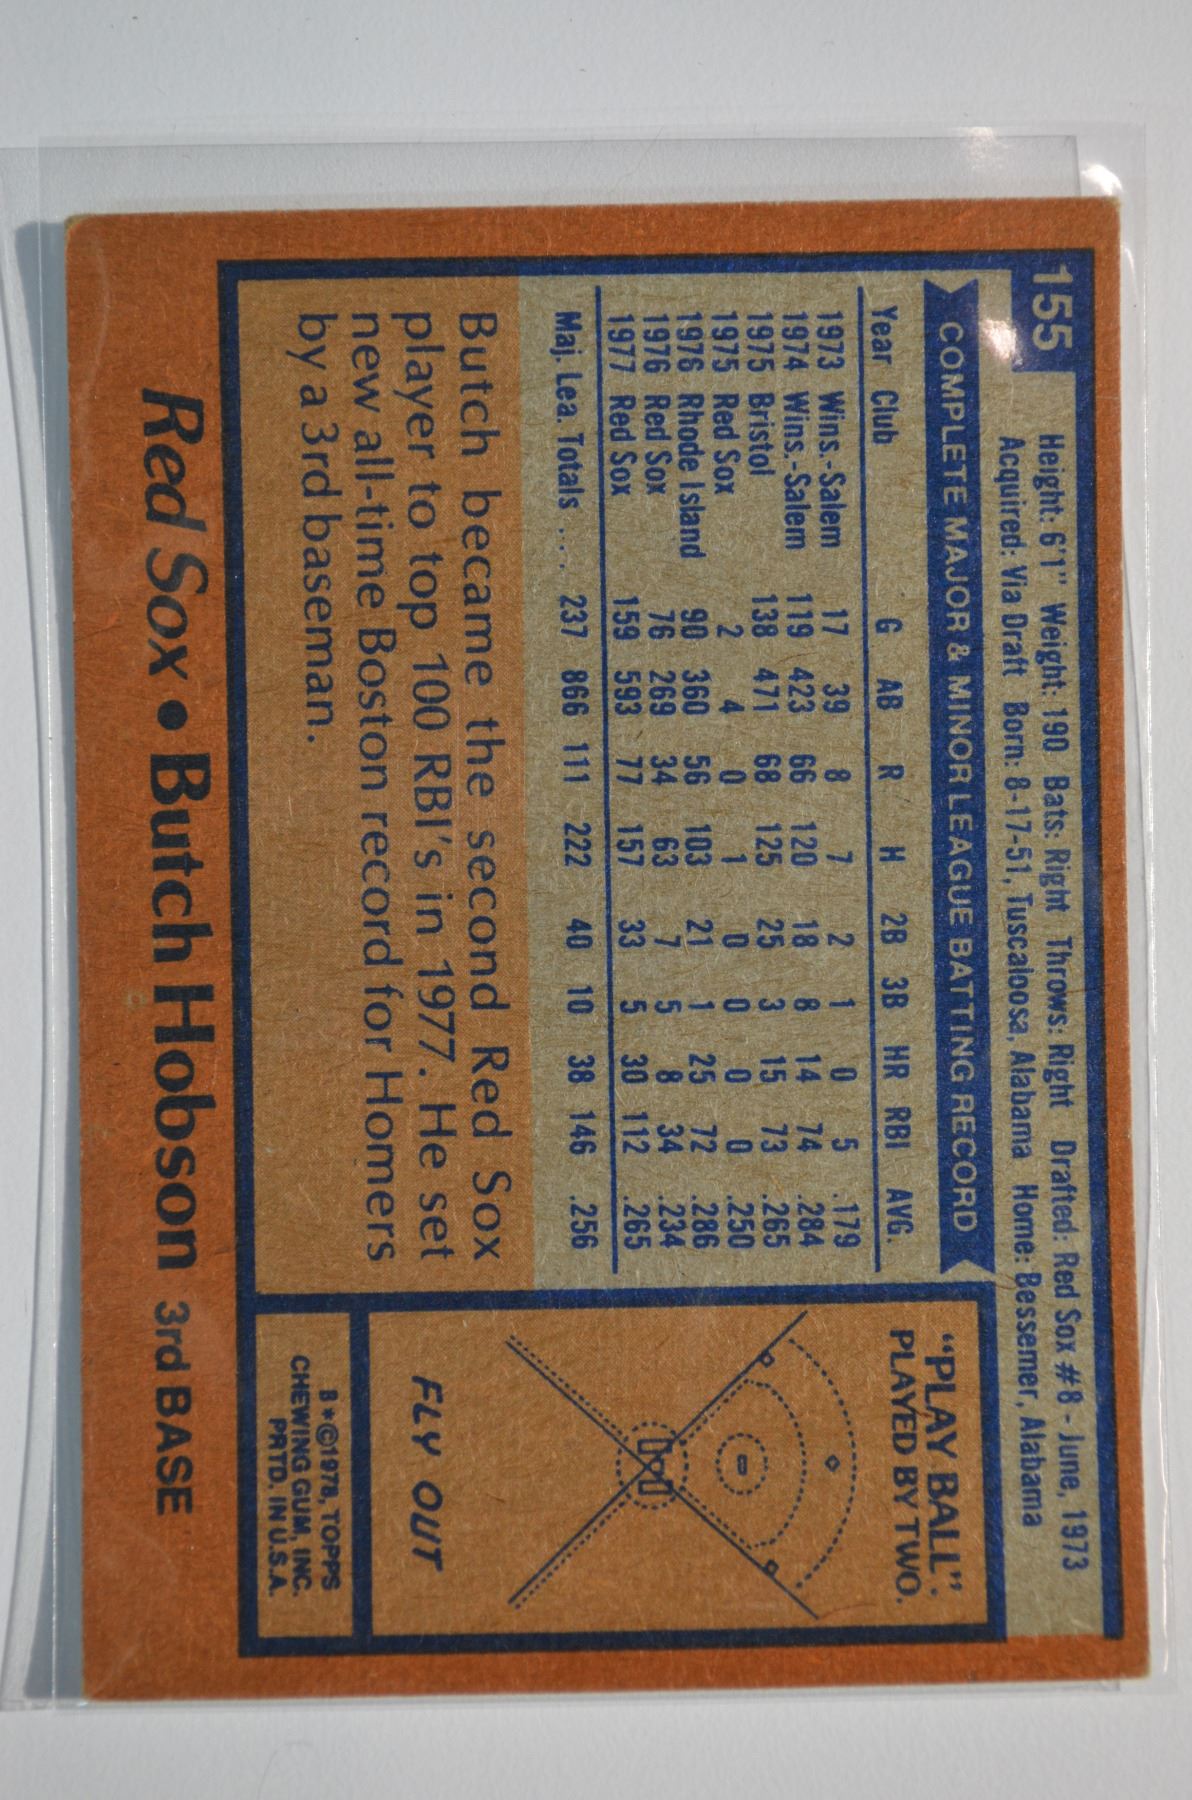 155
Height: 6'1" Weight: 190 Bats: Right Throws: Right Drafted: Red Sox #8 - June, 1973
Acquired: Via Draft Born: 8-17-51, Tuscaloosa, Alabama Home: Bessemer, Alabama
COMPLETE MAJOR & MINOR LEAGUE BATTING RECORD
Year Club G AB R H 2B 3B HR RBI AVG.
1973 Wins.-Salem 17 39 8 7 2 1 0 5 .179
1974 Wins.-Salem 119 423 66 120 18 8 14 74 .284
1975 Bristol 138 471 68 125 25 3 15 73 .265
1975 Red Sox 2 4 0 1 0 0 0 0 .250
1976 Rhode Island 90 360 56 103 21 1 25 72 .286
1976 Red Sox 76 269 34 63 7 5 8 34 .234
1977 Red Sox 159 593 77 157 33 5 30 112 .265
Maj. Lea. Totals .... 237 866 111 222 40 10 38 146 .256
Butch became the second Red Sox
player to top 100 RBI's in 1977. He set
new all-time Boston record for Homers
by a 3rd baseman.
"PLAY BALL":
PLAYED BY TWO.
FLY OUT
B*©1978, TOPPS
CHEWING GUM, INC.
PRTD. IN U.S.A.
Red Sox • Butch Hobson 3rd BASE